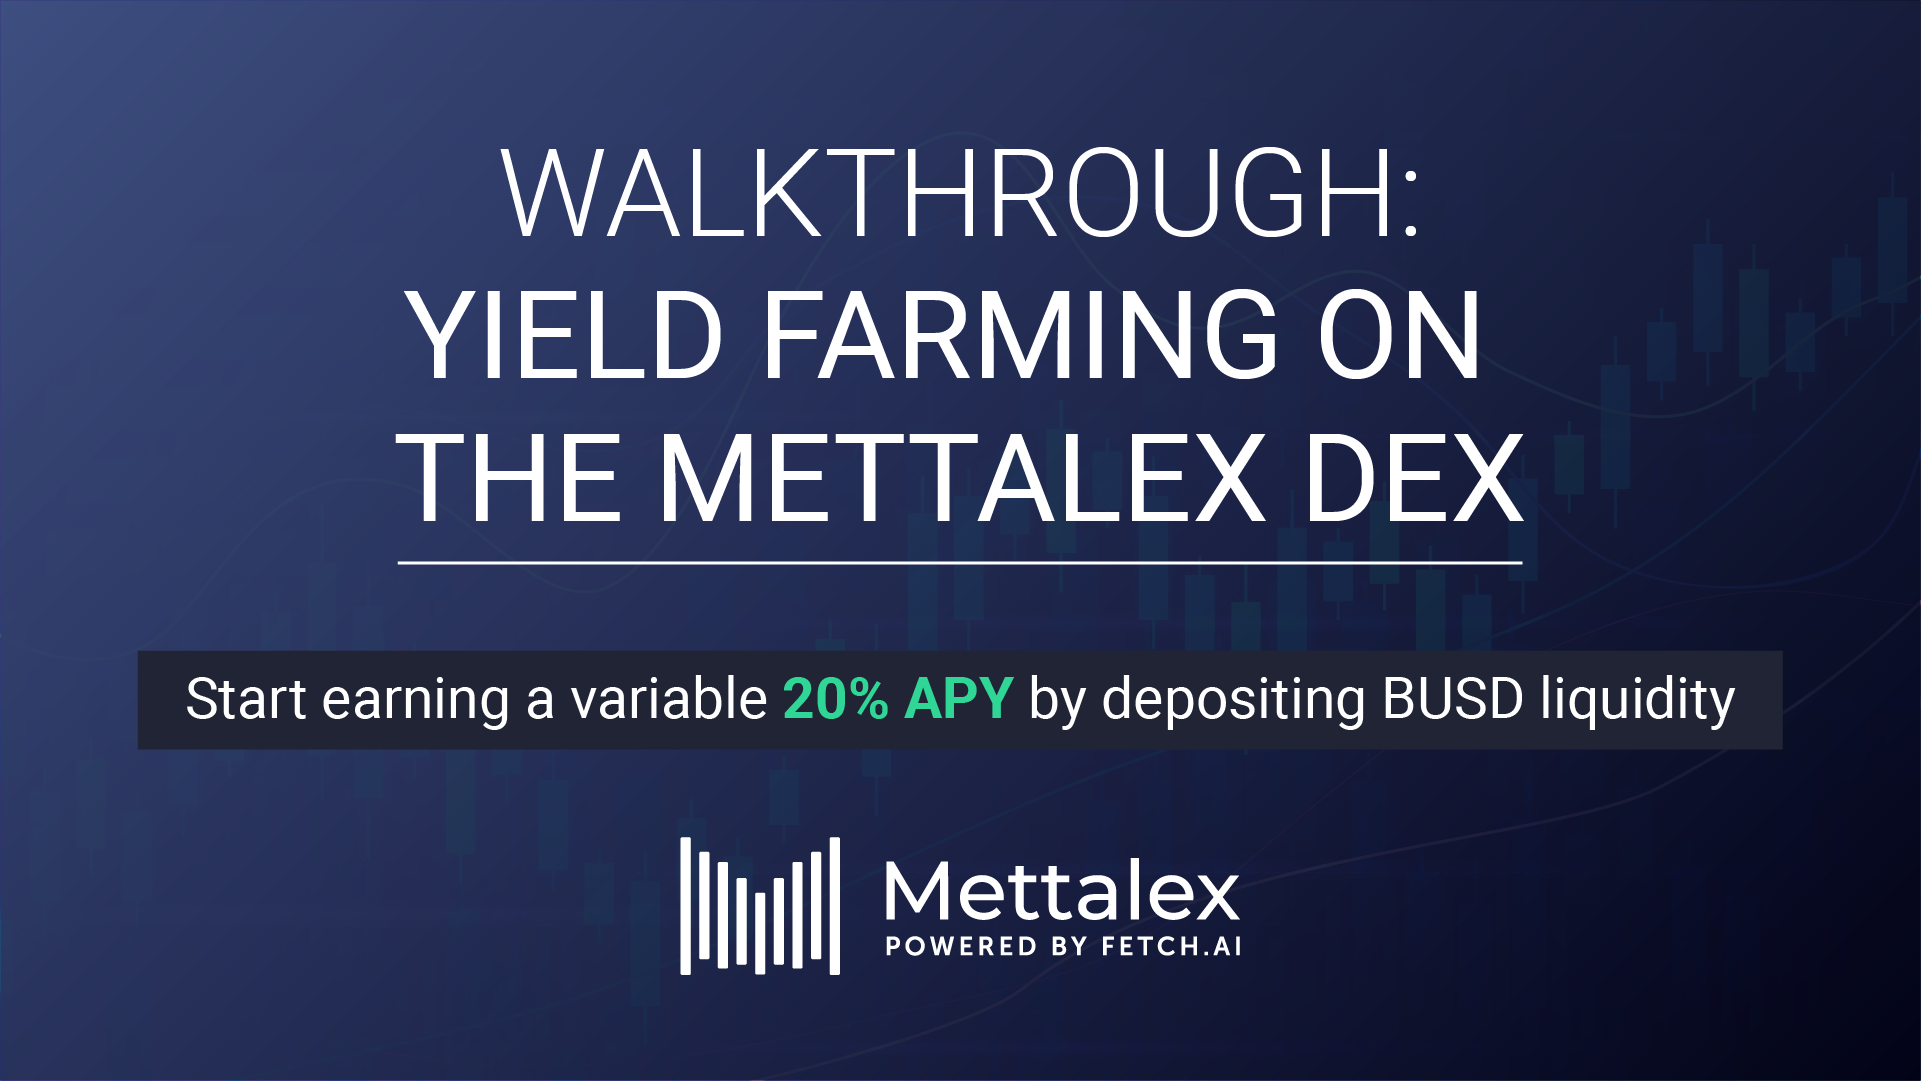 WALKTHROUGH:
YIELD FARMING ON
THE METTALEX DEX
Start earning a variable 20% APY by depositing BUSD liquidity
Mettalex
POWERED BY FETCH.AI